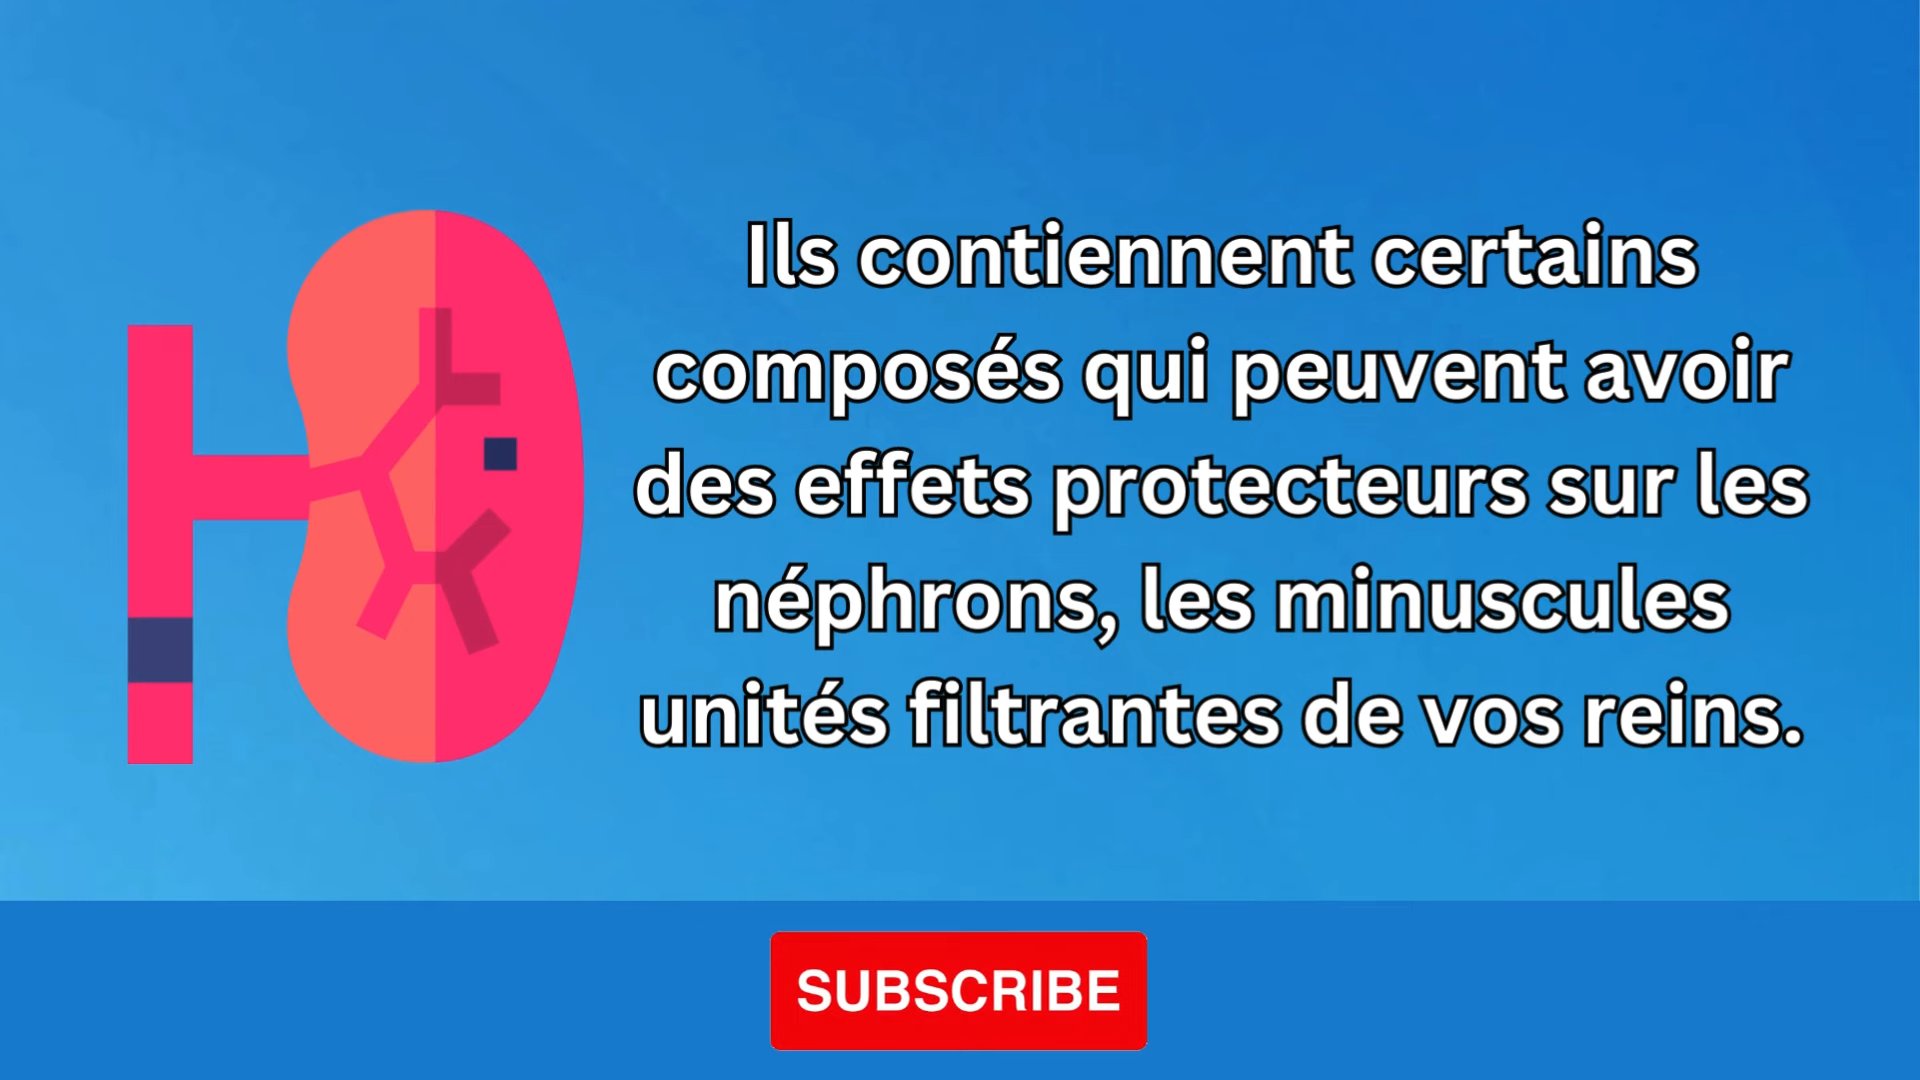 Ils contiennent certains
composés qui peuvent avoir
des effets protecteurs sur les
néphrons, les minuscules
unités filtrantes de vos reins.
SUBSCRIBE